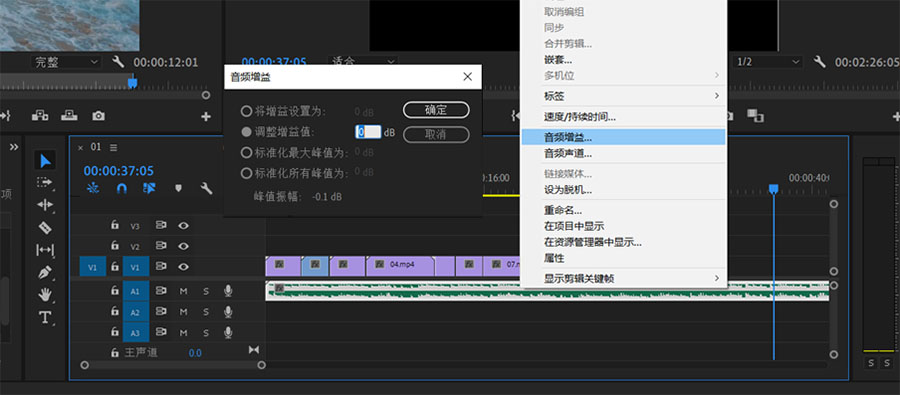 取消编组
同步
合并剪辑...
嵌套...
多机位
标签
速度/持续时间...
音频增益...
音频声道...
链接媒体...
设为脱机...
重命名...
在项目中显示
在资源管理器中显示...
属性
显示剪辑关键帧
完整
00:00:12:01
00:00:37:05
适合
1/2
00:02:26:05
音频增益
将增益设置为: 0 dB
调整增益值: 0 dB
标准化最大峰值为: 0 dB
标准化所有峰值为: 0 dB
峰值振幅: -0.1 dB
确定
取消
项
× 01
00:00:37:05
:16:00
00:00:40:0
V3
V2
V1 V1
fx fx fx 04.mp4 fx 07.m
A1 M S
fx
A2 M S
A3 M S
主声道 0.0
S S